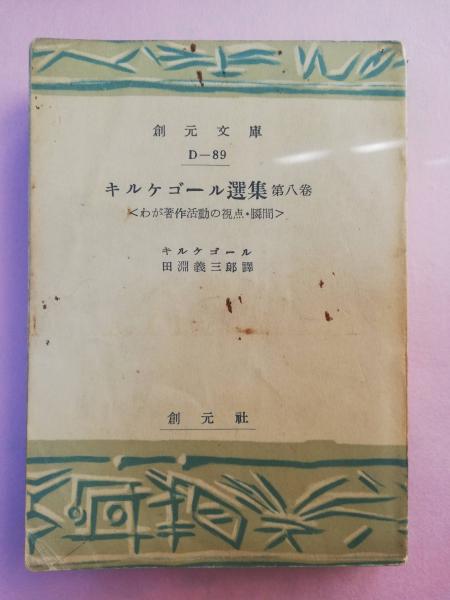 創元文庫
D—89
キルケゴール選集 第八巻
＜わが著作活動の視点・瞬間＞
キルケゴール
田淵義三郎譯
創元社